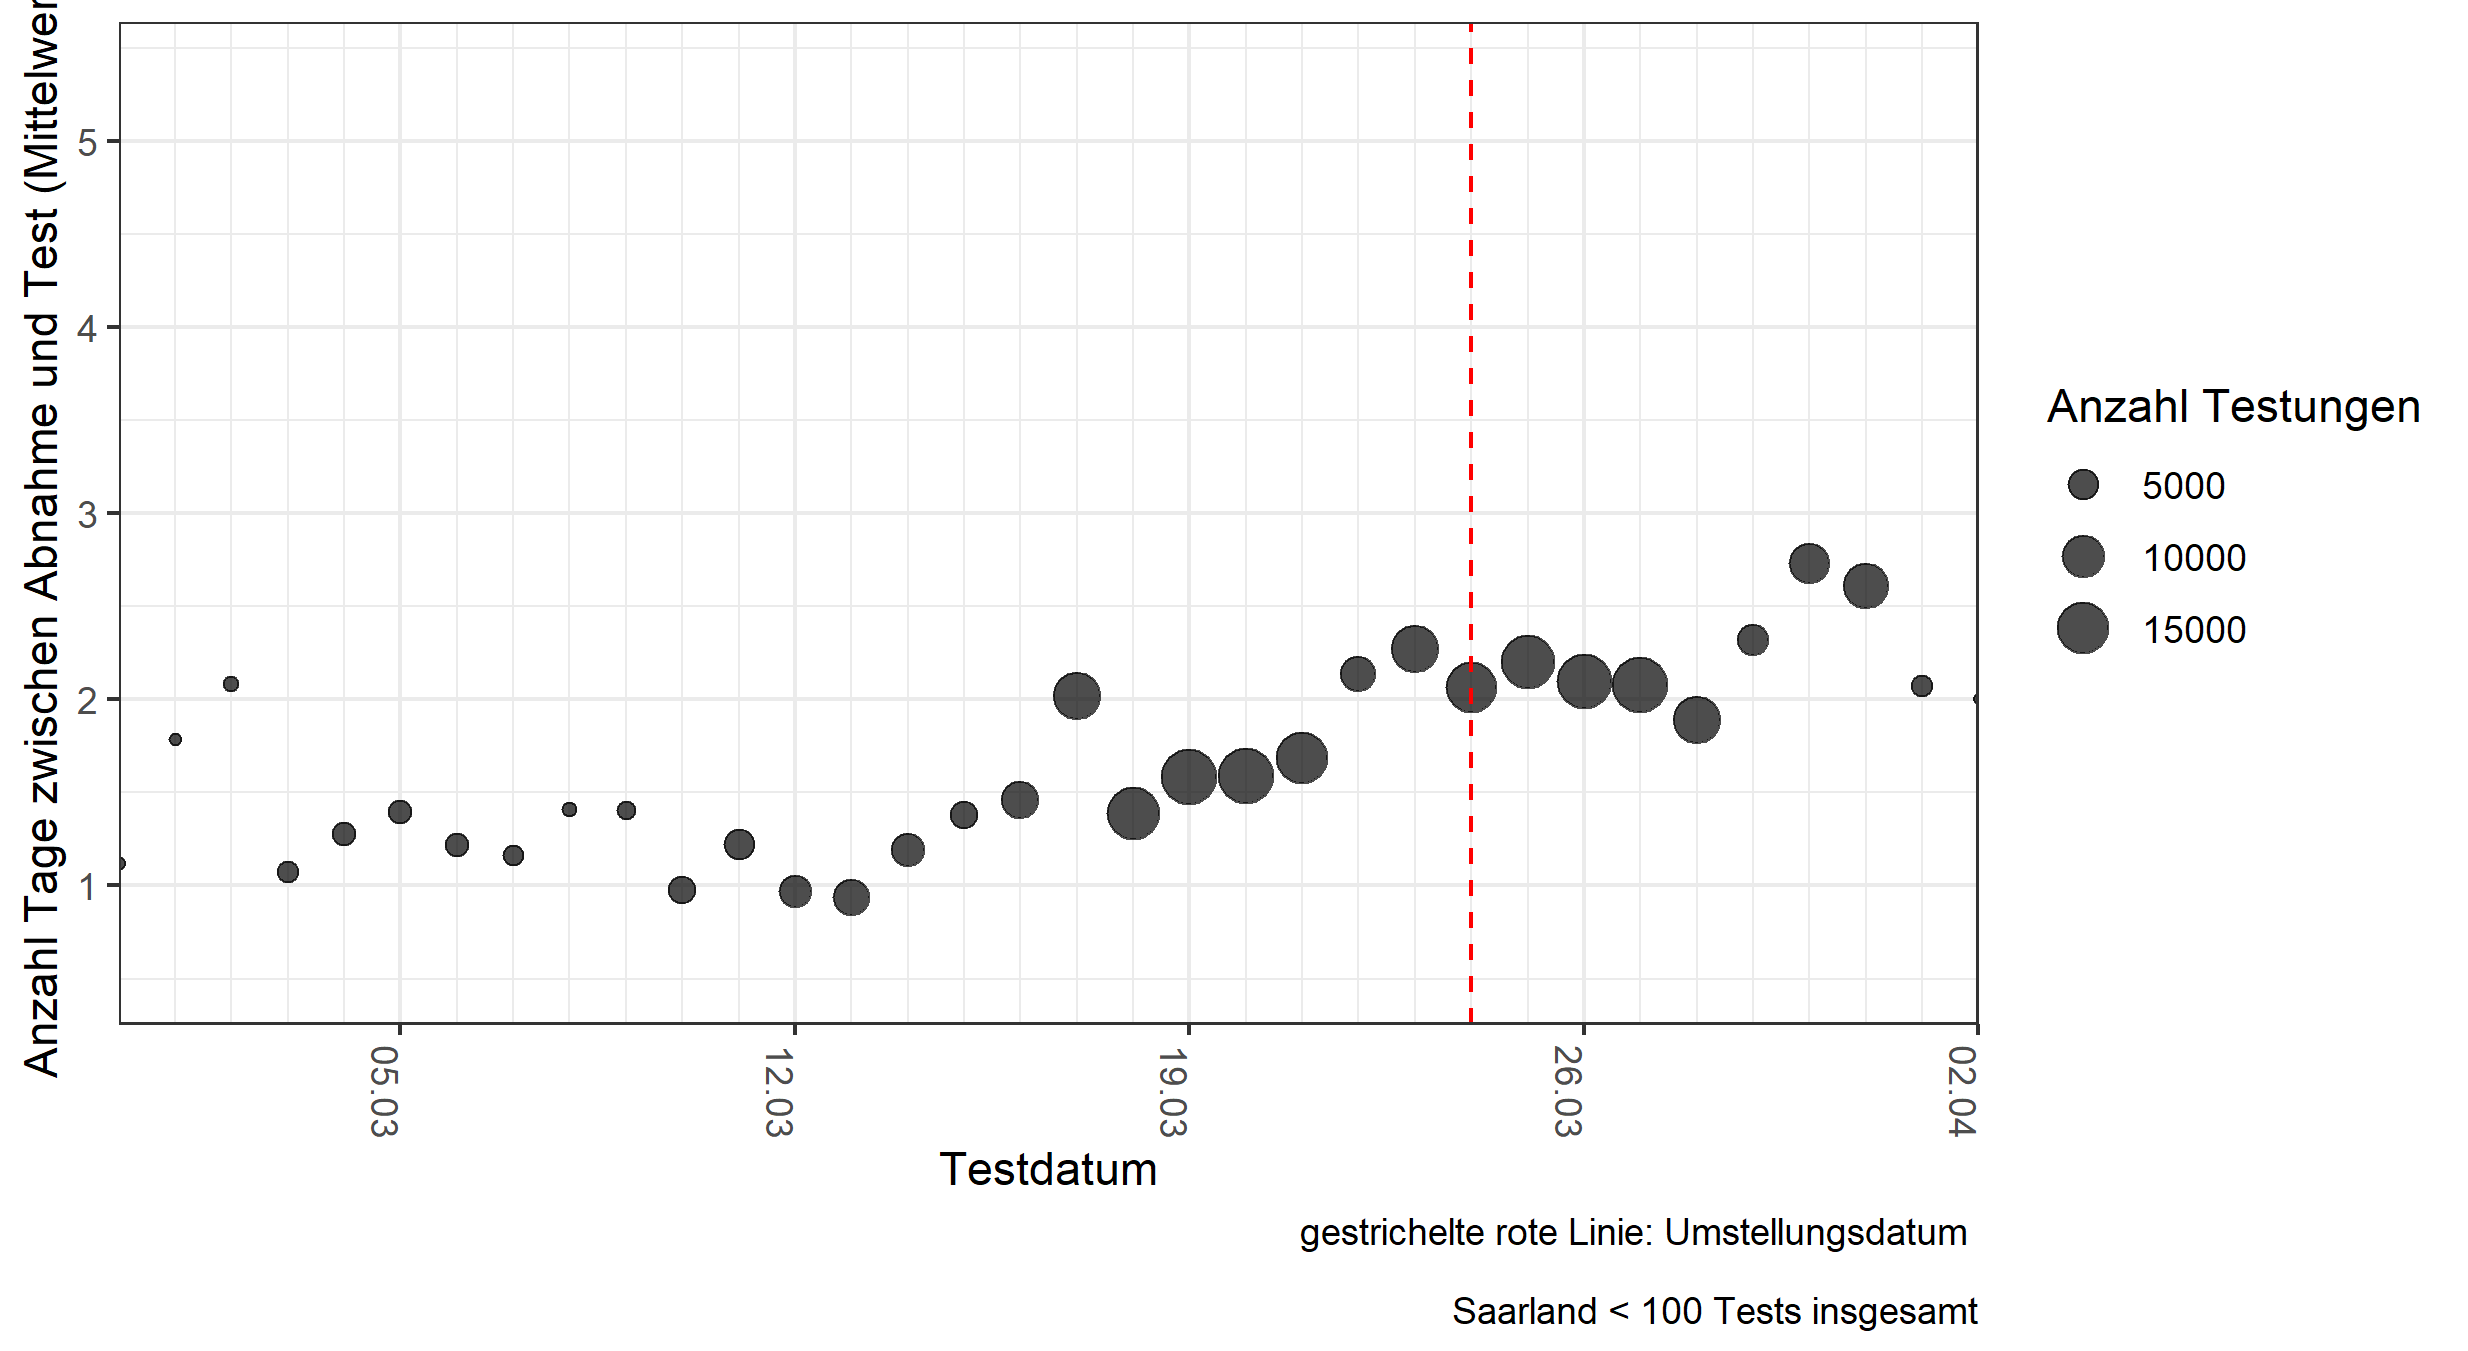 Anzahl Tage zwischen Abnahme und Test
5
4
3
2
1
05.03
12.03
19.03
26.03
02.04
Testdatum
Anzahl Testungen
5000
10000
15000
gestrichelte rote Linie: Umstellungsdatum
Saarland < 100 Tests insgesamt